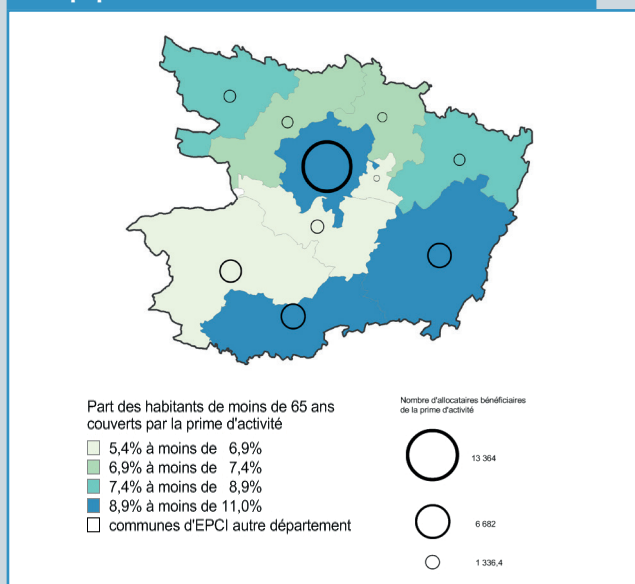 Part des habitants de moins de 65 ans
couverts par la prime d'activité
5,4% à moins de 6,9%
6,9% à moins de 7,4%
7,4% à moins de 8,9%
8,9% à moins de 11,0%
communes d'EPCI autre département
Nombre d'allocataires bénéficiaires
de la prime d'activité
13 364
6 682
1 336,4